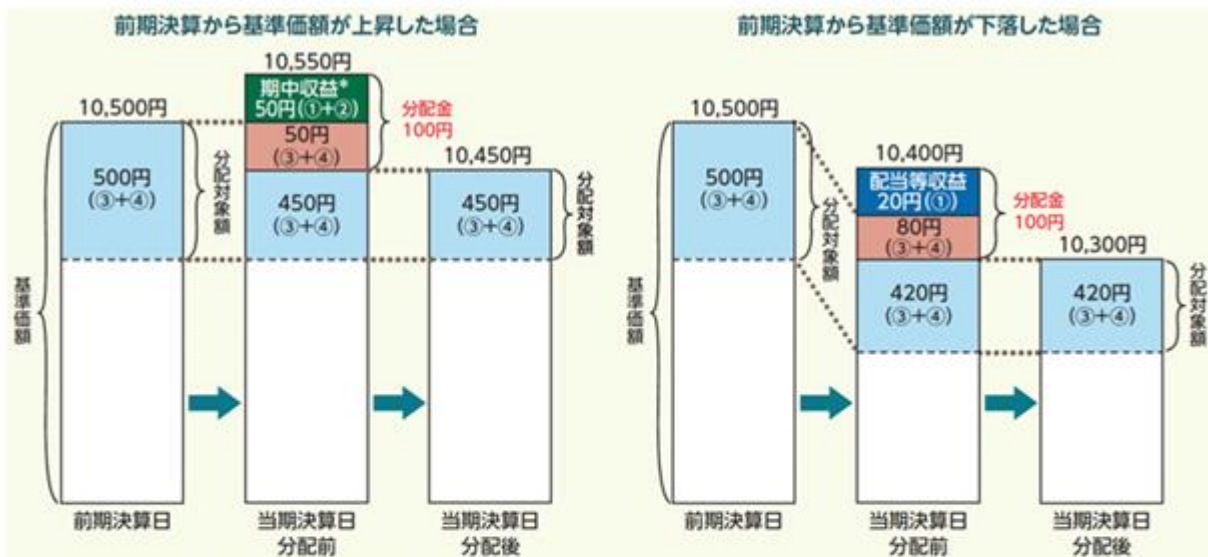 前期決算から基準価額が上昇した場合
10,500円
500円
(③+④)
分配対象額
基準価額
前期決算日
10,550円
期中収益*
50円(①+②)
50円
(③+④)
450円
(③+④)
分配金
100円
当期決算日
分配前
10,450円
450円
(③+④)
分配対象額
当期決算日
分配後
前期決算から基準価額が下落した場合
10,500円
500円
(③+④)
分配対象額
基準価額
前期決算日
10,400円
配当等収益
20円(①)
80円
(③+④)
420円
(③+④)
分配金
100円
当期決算日
分配前
10,300円
420円
(③+④)
分配対象額
当期決算日
分配後